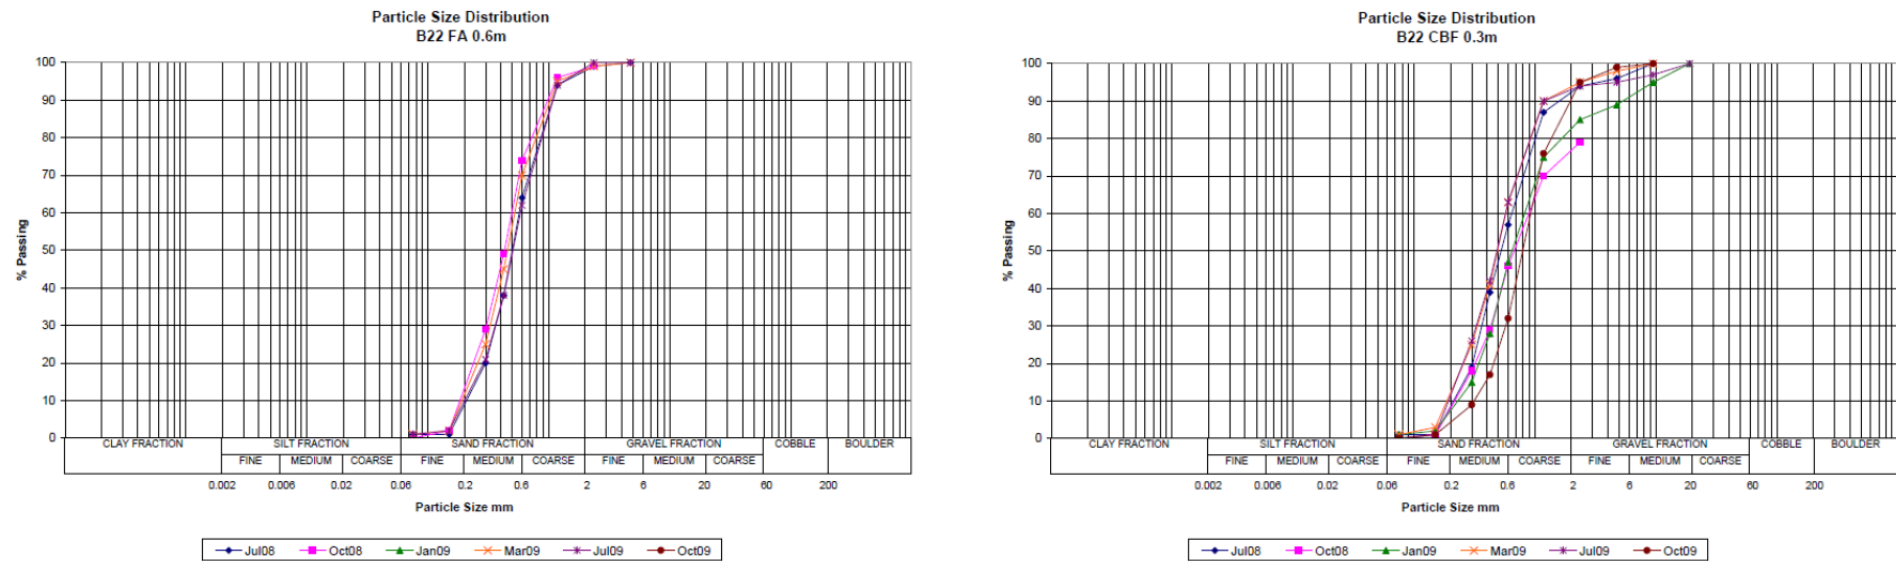 Particle Size Distribution
B22 FA 0.6m
100
90
80
70
60
50
40
30
20
10
0
% Passing
CLAY FRACTION SILT FRACTION SAND FRACTION GRAVEL FRACTION COBBLE BOULDER
FINE MEDIUM COARSE FINE MEDIUM COARSE FINE MEDIUM COARSE
0.002 0.006 0.02 0.06 0.2 0.6 2 6 20 60 200
Particle Size mm
Jul08 Oct08 Jan09 Mar09 Jul09 Oct09
Particle Size Distribution
B22 CBF 0.3m
100
90
80
70
60
50
40
30
20
10
0
% Passing
CLAY FRACTION SILT FRACTION SAND FRACTION GRAVEL FRACTION COBBLE BOULDER
FINE MEDIUM COARSE FINE MEDIUM COARSE FINE MEDIUM COARSE
0.002 0.006 0.02 0.06 0.2 0.6 2 6 20 60 200
Particle Size mm
Jul08 Oct08 Jan09 Mar09 Jul09 Oct09